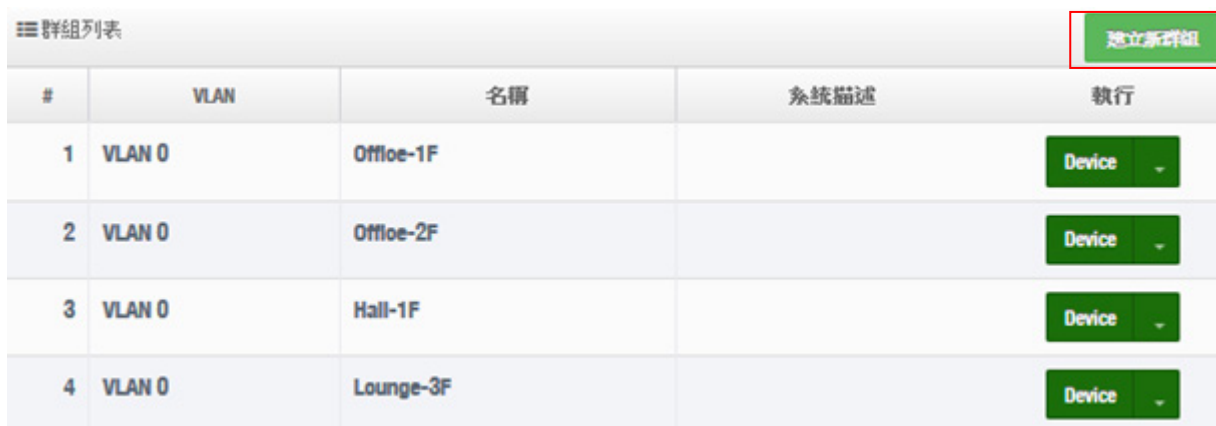 群組列表
建立新群組
# VLAN 名稱 系統描述 執行
1 VLAN 0 Offioe-1F Device
2 VLAN 0 Offioe-2F Device
3 VLAN 0 Hall-1F Device
4 VLAN 0 Lounge-3F Device